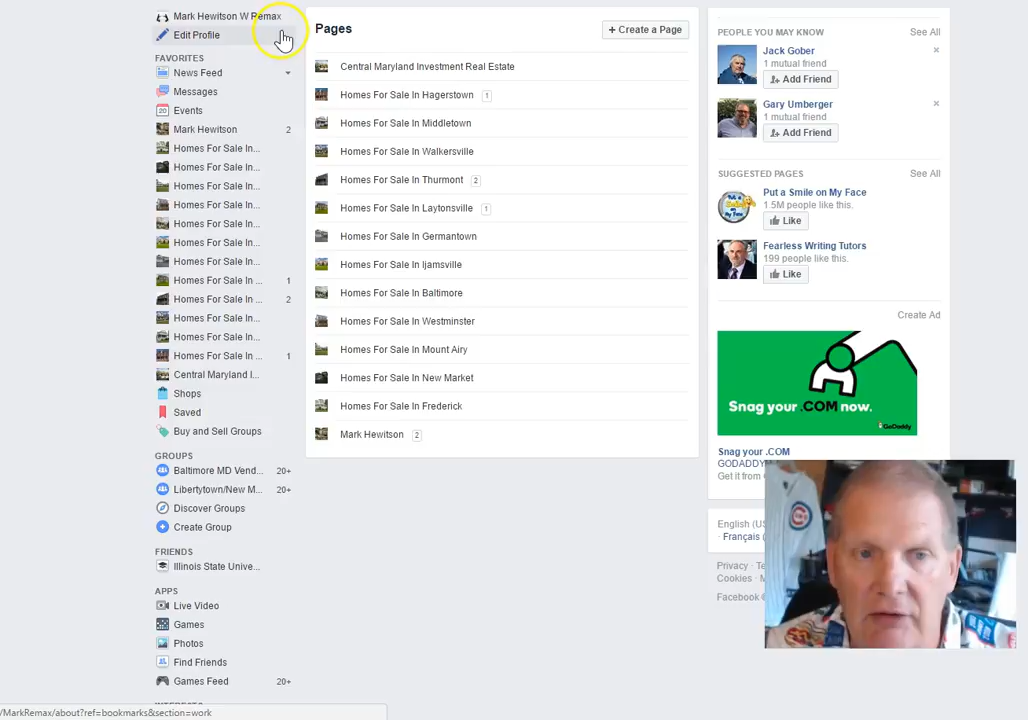 Mark Hewitson W Remax
Edit Profile
FAVORITES
News Feed
Messages
Events
Mark Hewitson 2
Homes For Sale In...
Homes For Sale In...
Homes For Sale In...
Homes For Sale In...
Homes For Sale In...
Homes For Sale In...
Homes For Sale In...
Homes For Sale In ... 1
Homes For Sale In ... 2
Homes For Sale In...
Homes For Sale In...
Homes For Sale In ... 1
Central Maryland I...
Shops
Saved
Buy and Sell Groups
GROUPS
Baltimore MD Vend... 20+
Libertytown/New M... 20+
Discover Groups
Create Group
FRIENDS
Illinois State Unive...
APPS
Live Video
Games
Photos
Find Friends
Games Feed 20+
/MarkRemax/about?ref=bookmarks&section=work
Pages
+ Create a Page
Central Maryland Investment Real Estate
Homes For Sale In Hagerstown 1
Homes For Sale In Middletown
Homes For Sale In Walkersville
Homes For Sale In Thurmont 2
Homes For Sale In Laytonsville 1
Homes For Sale In Germantown
Homes For Sale In Ijamsville
Homes For Sale In Baltimore
Homes For Sale In Westminster
Homes For Sale In Mount Airy
Homes For Sale In New Market
Homes For Sale In Frederick
Mark Hewitson 2
PEOPLE YOU MAY KNOW See All
Jack Gober
1 mutual friend
Add Friend
Gary Umberger
1 mutual friend
Add Friend
SUGGESTED PAGES See All
Put a Smile on My Face
1.5M people like this.
Like
Fearless Writing Tutors
199 people like this.
Like
Create Ad
Snag your .COM now.
GoDaddy
Snag your .COM
GODADDY
Get it from
English (US
· Français (
Privacy · Te
Cookies · M
Facebook ©